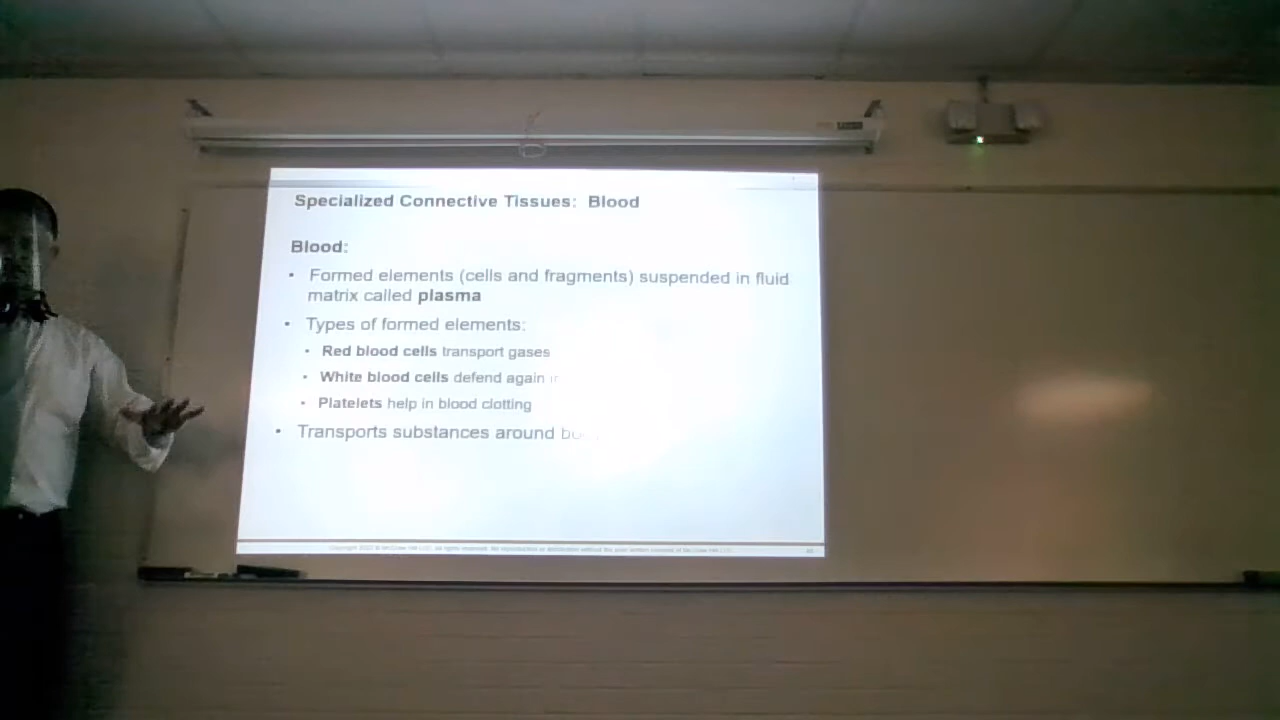 Specialized Connective Tissues: Blood
Blood:
• Formed elements (cells and fragments) suspended in fluid
matrix called plasma
• Types of formed elements:
• Red blood cells transport gases
• White blood cells defend again
• Platelets help in blood clotting
• Transports substances around